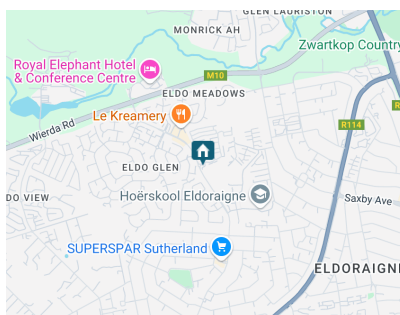 GLEN LAURISTON
MONRICK AH
Zwartkop Country
Royal Elephant Hotel
& Conference Centre
M10
ELDO MEADOWS
R
Le Kreamery
R114
Wierda Rd
ELDO GLEN
DO VIEW
Hoërskool Eldoraigne
Saxby Ave
SUPERSPAR Sutherland
ELDORAIGNE